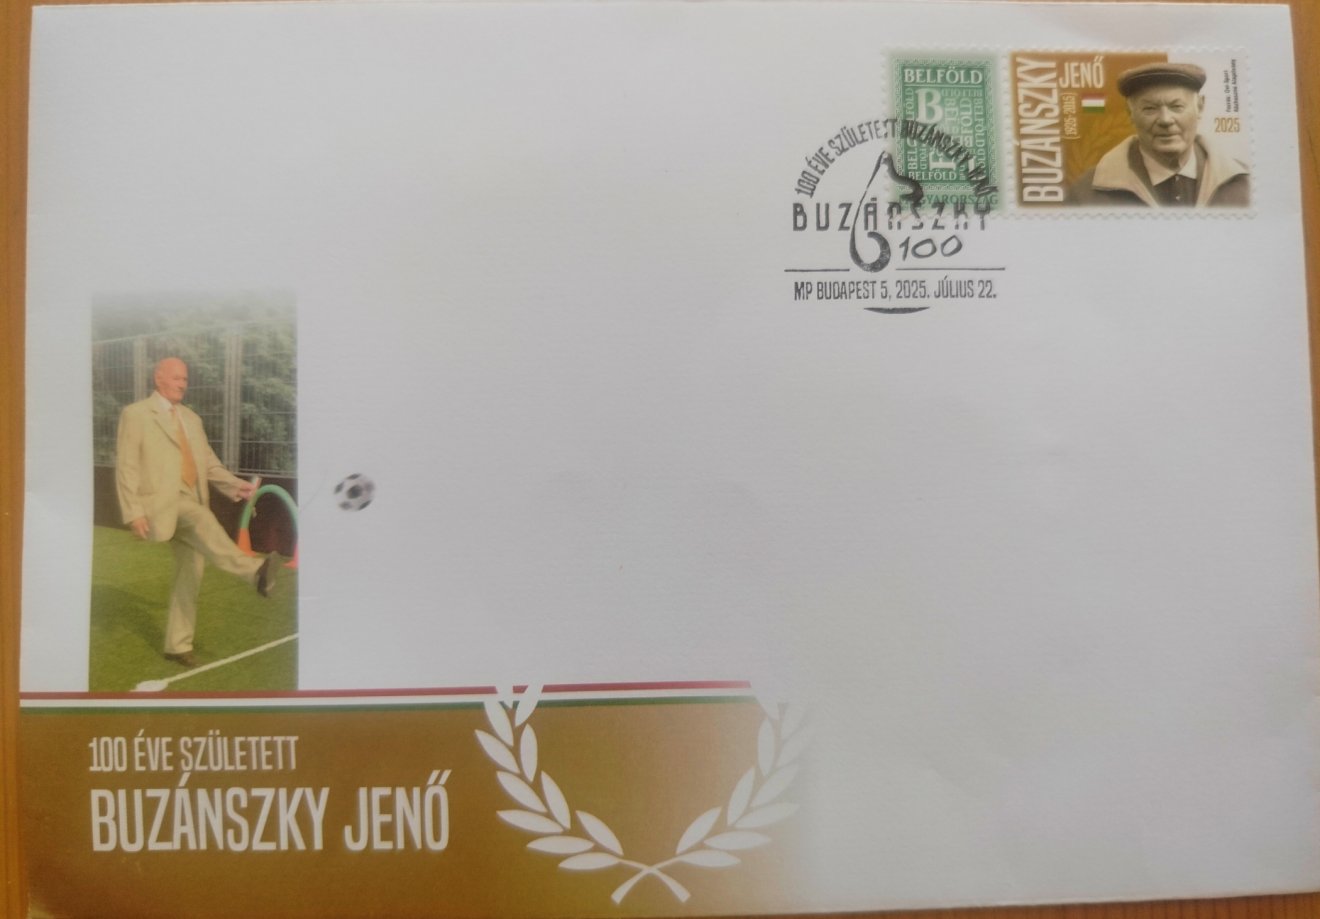 BELFÖLD
B
BELFÖLD
MAGYARORSZÁG
BUZÁNSZKY
JENŐ
(1925-2015)
2025
100 ÉVE SZÜLETETT BUZÁNSZKY JENŐ
BUZÁNSZKY
100
MP BUDAPEST 5, 2025. JÚLIUS 22.
100 ÉVE SZÜLETETT
BUZÁNSZKY JENŐ